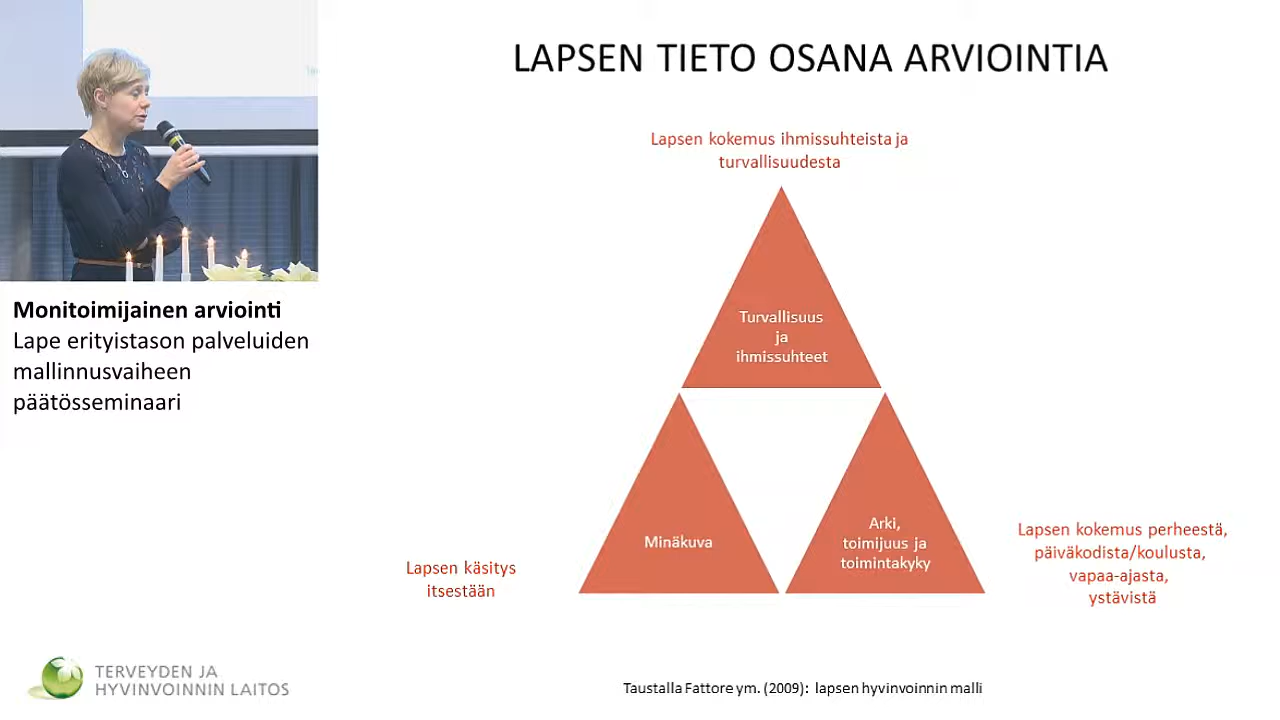 LAPSEN TIETO OSANA ARVIOINTIA
Lapsen kokemus ihmissuhteista ja
turvallisuudesta
Turvallisuus
ja
ihmissuhteet
Monitoimijainen arviointi
Lape erityistason palveluiden
mallinnusvaiheen
päätösseminaari
Minäkuva
Arki,
toimijuus ja
toimintakyky
Lapsen käsitys
itsestään
Lapsen kokemus perheestä,
päiväkodista/koulusta,
vapaa-ajasta,
ystävistä
TERVEYDEN JA
HYVINVOINNIN LAITOS
Taustalla Fattore ym. (2009): lapsen hyvinvoinnin malli